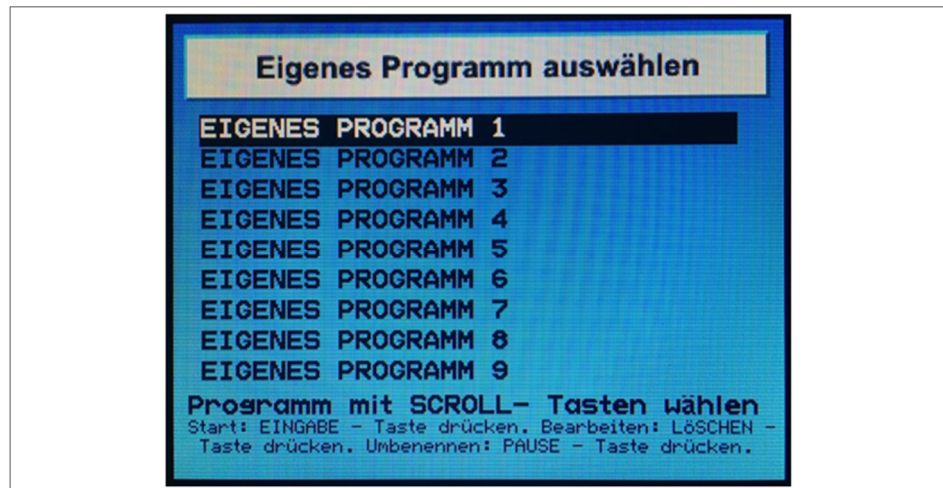 Eigenes Programm auswählen
EIGENES PROGRAMM 1
EIGENES PROGRAMM 2
EIGENES PROGRAMM 3
EIGENES PROGRAMM 4
EIGENES PROGRAMM 5
EIGENES PROGRAMM 6
EIGENES PROGRAMM 7
EIGENES PROGRAMM 8
EIGENES PROGRAMM 9
Programm mit SCROLL- Tasten wählen
Start: EINGABE - Taste drücken. Bearbeiten: LöSCHEN -
Taste drücken. Umbenennen: PAUSE - Taste drücken.